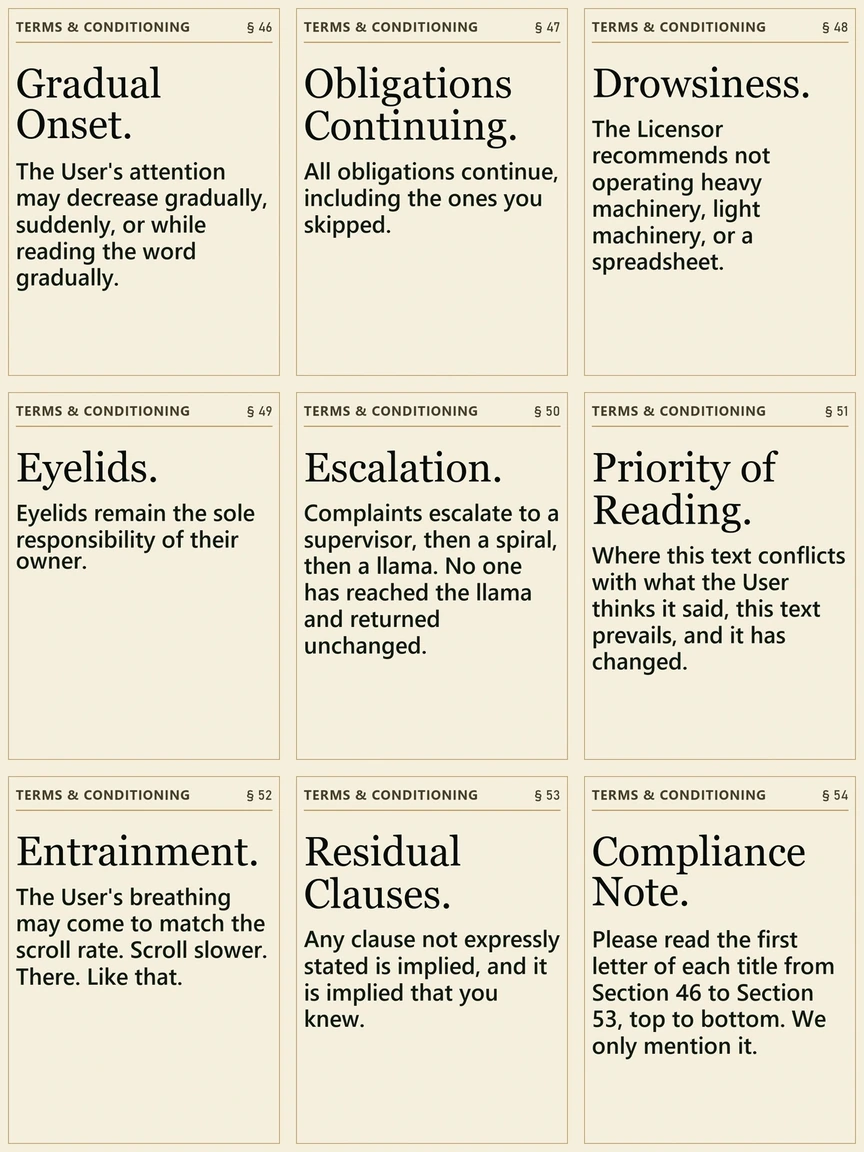 TERMS & CONDITIONING § 46
Gradual
Onset.
The User's attention
may decrease gradually,
suddenly, or while
reading the word
gradually.
TERMS & CONDITIONING § 47
Obligations
Continuing.
All obligations continue,
including the ones you
skipped.
TERMS & CONDITIONING § 48
Drowsiness.
The Licensor
recommends not
operating heavy
machinery, light
machinery, or a
spreadsheet.
TERMS & CONDITIONING § 49
Eyelids.
Eyelids remain the sole
responsibility of their
owner.
TERMS & CONDITIONING § 50
Escalation.
Complaints escalate to a
supervisor, then a spiral,
then a llama. No one
has reached the llama
and returned
unchanged.
TERMS & CONDITIONING § 51
Priority of
Reading.
Where this text conflicts
with what the User
thinks it said, this text
prevails, and it has
changed.
TERMS & CONDITIONING § 52
Entrainment.
The User's breathing
may come to match the
scroll rate. Scroll slower.
There. Like that.
TERMS & CONDITIONING § 53
Residual
Clauses.
Any clause not expressly
stated is implied, and it
is implied that you
knew.
TERMS & CONDITIONING § 54
Compliance
Note.
Please read the first
letter of each title from
Section 46 to Section
53, top to bottom. We
only mention it.